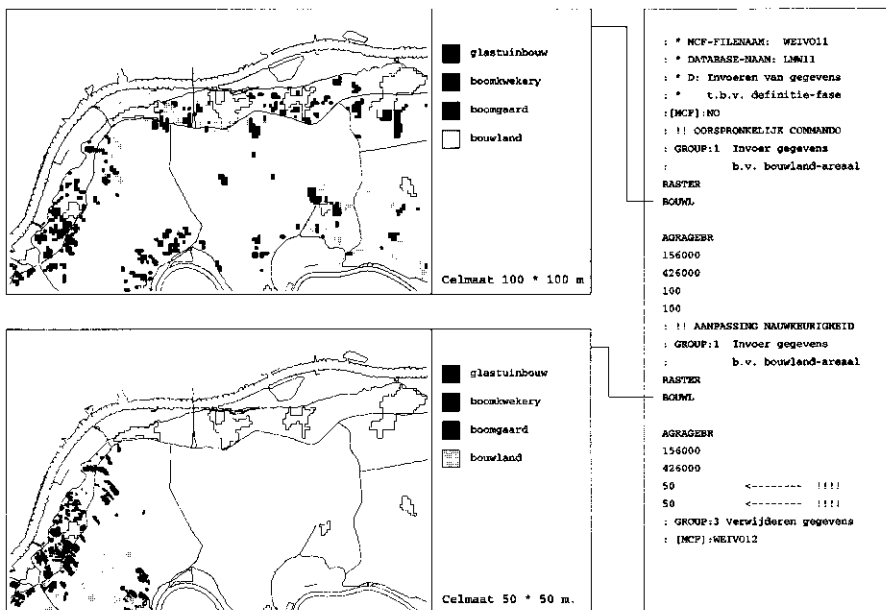 glastuinbouw
boomkwekery
boomgaard
bouwland
Celmaat 100 * 100 m
glastuinbouw
boomkwekery
boomgaard
bouwland
Celmaat 50 * 50 m.
: * MCF-FILENAAM: WEIVO11
: * DATABASE-NAAM: LMW11
: * D: Invoeren van gegevens
: * t.b.v. definitie-fase
:[MCF]:NO
: !! OORSPRONKELIJK COMMANDO
: GROUP:1 Invoer gegevens
: b.v. bouwland-areaal
RASTER
BOUWL
AGRAGEBR
156000
426000
100
100
: !! AANPASSING NAUWKEURIGHEID
: GROUP:1 Invoer gegevens
: b.v. bouwland-areaal
RASTER
BOUWL
AGRAGEBR
156000
426000
50 <-------- !!!!
50 <-------- !!!!
: GROUP:3 Verwijderen gegevens
: [MCF]:WEIVO12